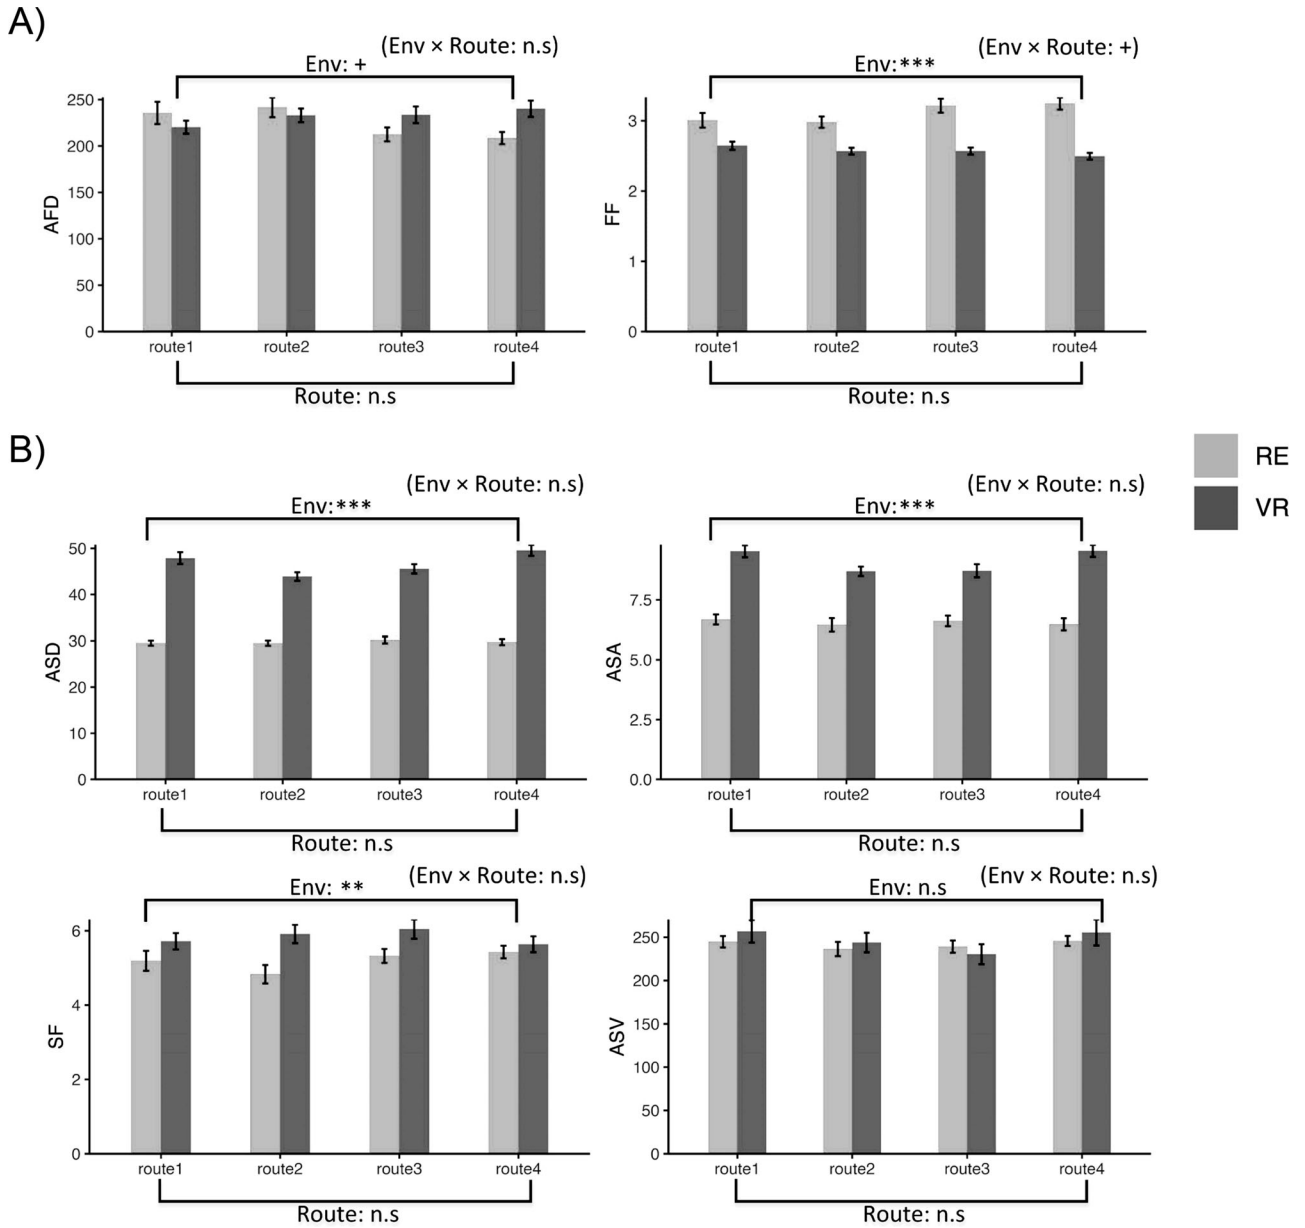 A)
(Env × Route: n.s)
Env: +
250
200
150
100
50
0
AFD
route1 route2 route3 route4
Route: n.s
(Env × Route: +)
Env:***
3
2
1
0
FF
route1 route2 route3 route4
Route: n.s
B)
RE
VR
(Env × Route: n.s)
Env:***
50
40
30
20
10
0
ASD
route1 route2 route3 route4
Route: n.s
(Env × Route: n.s)
Env:***
7.5
5.0
2.5
0.0
ASA
route1 route2 route3 route4
Route: n.s
(Env × Route: n.s)
Env: **
6
4
2
0
SF
route1 route2 route3 route4
Route: n.s
(Env × Route: n.s)
Env: n.s
250
200
150
100
50
0
ASV
route1 route2 route3 route4
Route: n.s